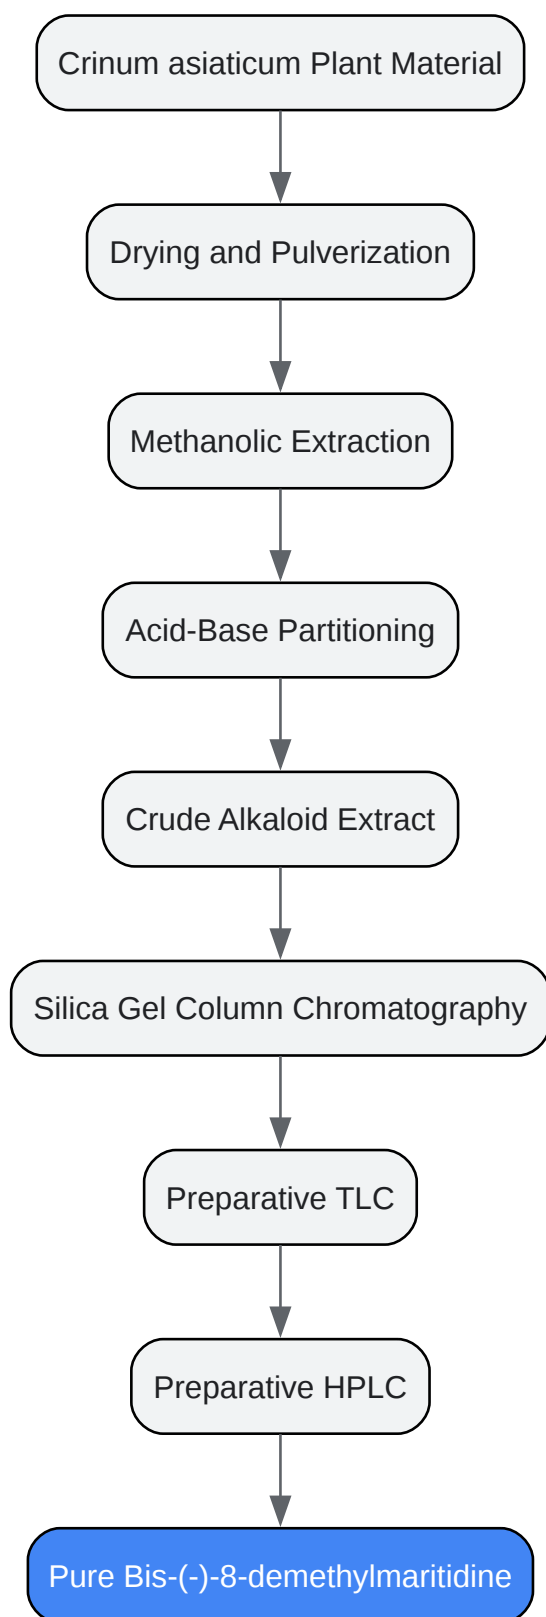 Crinum asiaticum Plant Material
Drying and Pulverization
Methanolic Extraction
Acid-Base Partitioning
Crude Alkaloid Extract
Silica Gel Column Chromatography
Preparative TLC
Preparative HPLC
Pure Bis-(-)-8-demethylmaritidine